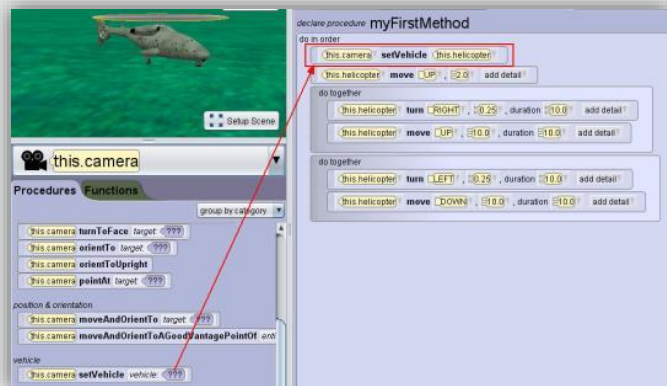 Setup Scene
this.camera
Procedures Functions
group by category
this.camera turnToFace target: ???
this.camera orientTo target: ???
this.camera orientToUpright
this.camera pointAt target: ???
position & orientation
this.camera moveAndOrientTo target: ???
this.camera moveAndOrientToAGoodVantagePointOf enti
vehicle
this.camera setVehicle vehicle: ???
declare procedure myFirstMethod
do in order
this.camera setVehicle this.helicopter
this.helicopter move UP , 2.0 add detail
do together
this.helicopter turn RIGHT , 0.25 , duration 10.0 add detail
this.helicopter move UP , 10.0 , duration 10.0 add detail
do together
this.helicopter turn LEFT , 0.25 , duration 10.0 add detail
this.helicopter move DOWN , 10.0 , duration 10.0 add detail